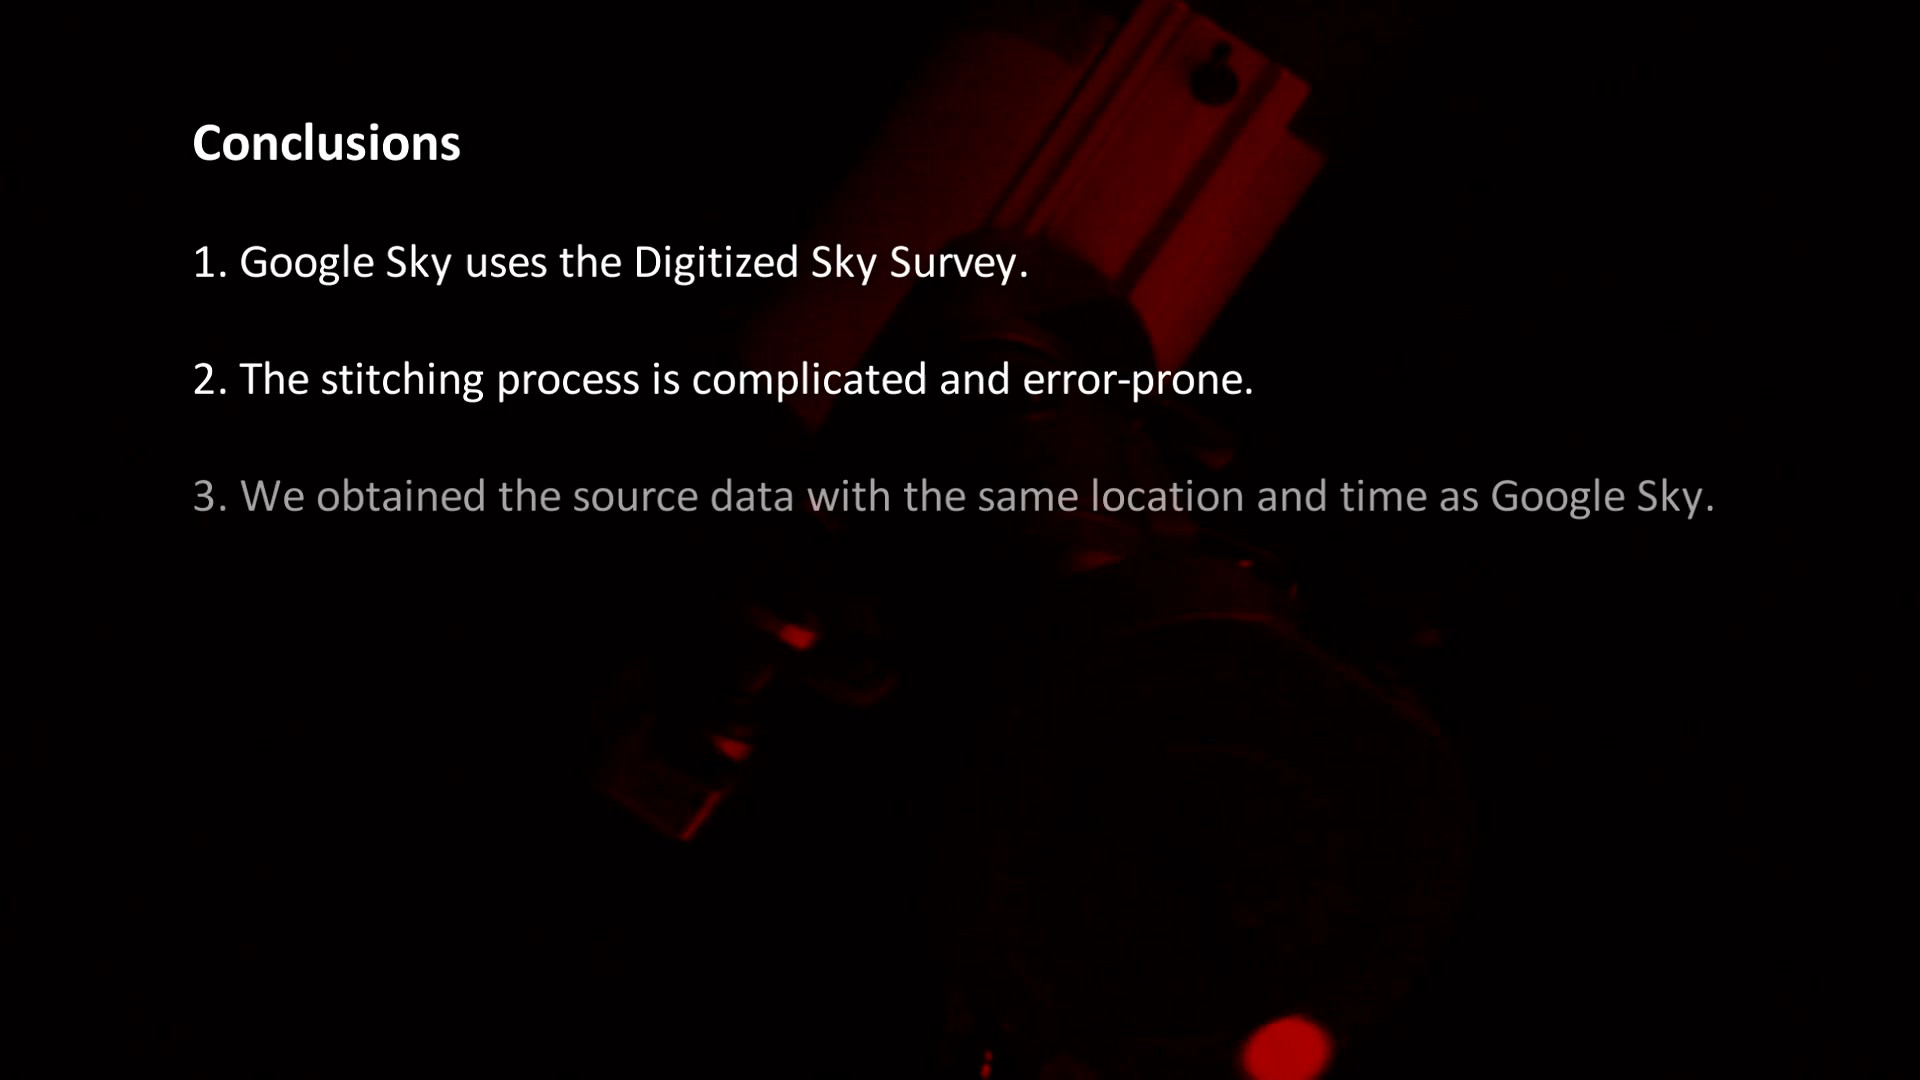 Conclusions
1. Google Sky uses the Digitized Sky Survey.
2. The stitching process is complicated and error-prone.
3. We obtained the source data with the same location and time as Google Sky.